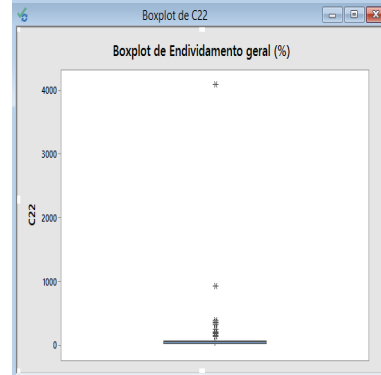 Boxplot de C22
Boxplot de Endividamento geral (%)
4000
3000
2000
1000
0
C22